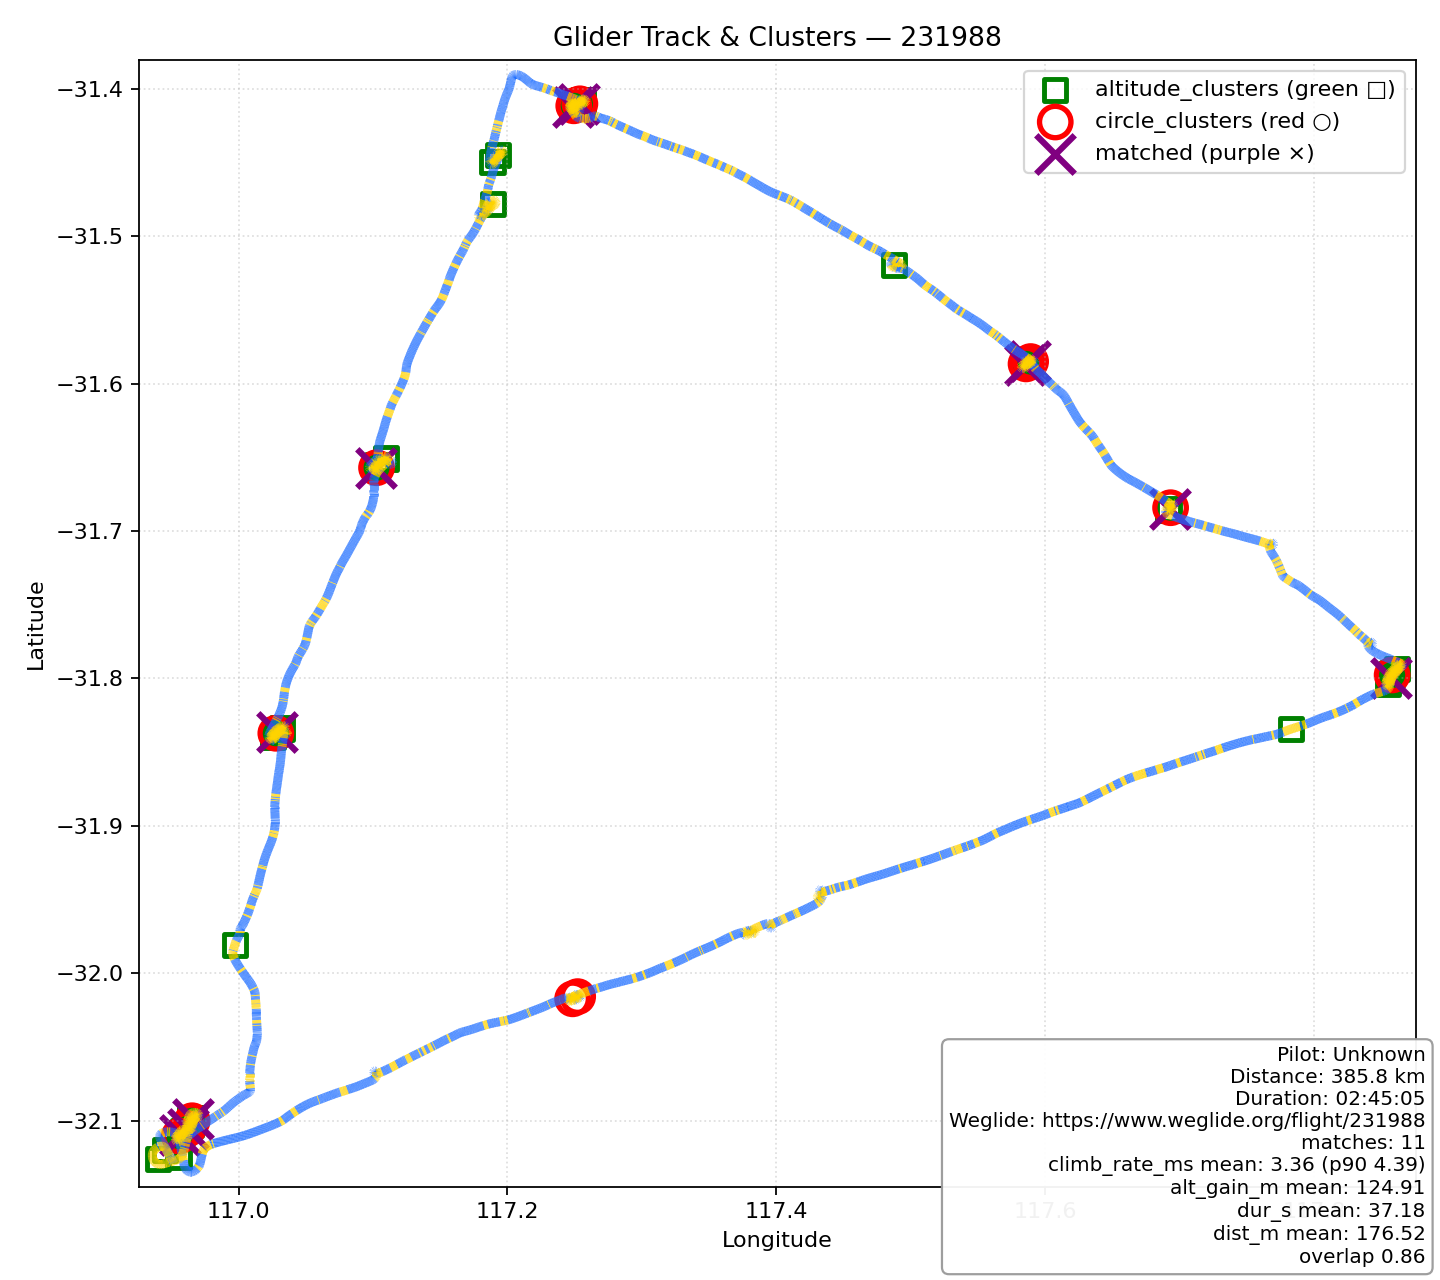 Glider Track & Clusters — 231988
altitude_clusters (green □)
circle_clusters (red ○)
matched (purple ×)
−31.4
−31.5
−31.6
−31.7
−31.8
−31.9
−32.0
−32.1
Latitude
117.0
117.2
117.4
117.6
Longitude
Pilot: Unknown
Distance: 385.8 km
Duration: 02:45:05
Weglide: https://www.weglide.org/flight/231988
matches: 11
climb_rate_ms mean: 3.36 (p90 4.39)
alt_gain_m mean: 124.91
dur_s mean: 37.18
dist_m mean: 176.52
overlap 0.86